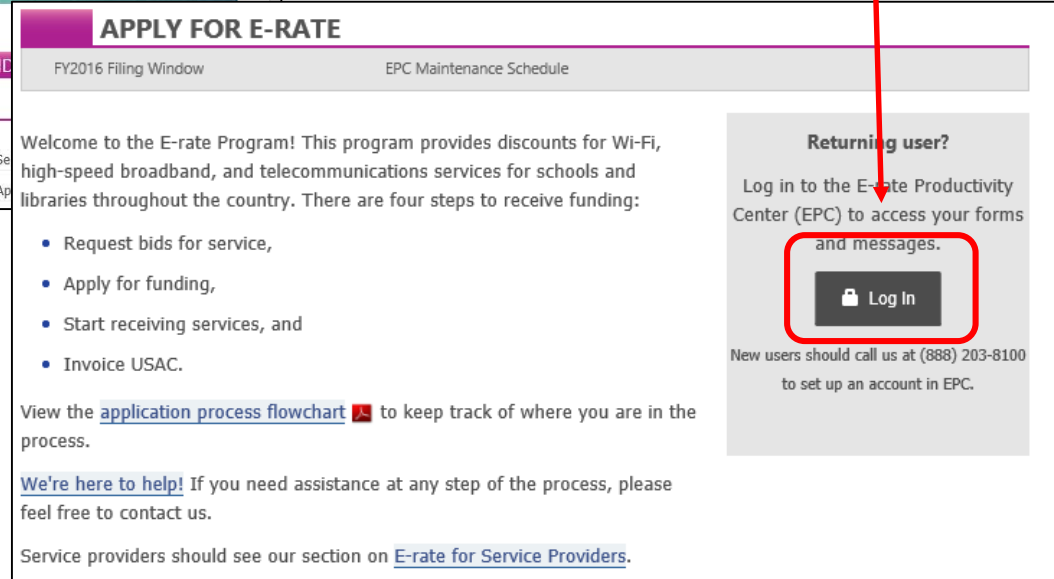 APPLY FOR E-RATE
FY2016 Filing Window
EPC Maintenance Schedule
Welcome to the E-rate Program! This program provides discounts for Wi-Fi,
high-speed broadband, and telecommunications services for schools and
libraries throughout the country. There are four steps to receive funding:
• Request bids for service,
• Apply for funding,
• Start receiving services, and
• Invoice USAC.
View the application process flowchart to keep track of where you are in the
process.
We're here to help! If you need assistance at any step of the process, please
feel free to contact us.
Service providers should see our section on E-rate for Service Providers.
Returning user?
Log in to the E-rate Productivity
Center (EPC) to access your forms
and messages.
Log In
New users should call us at (888) 203-8100
to set up an account in EPC.